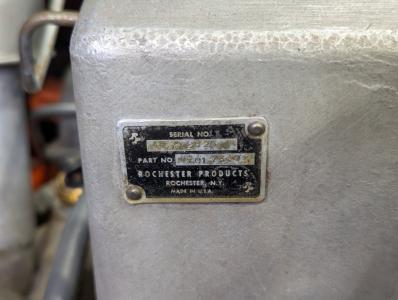 SERIAL NO.
PART NO
ROCHESTER PRODUCTS
ROCHESTER, N.Y.
MADE IN U.S.A.